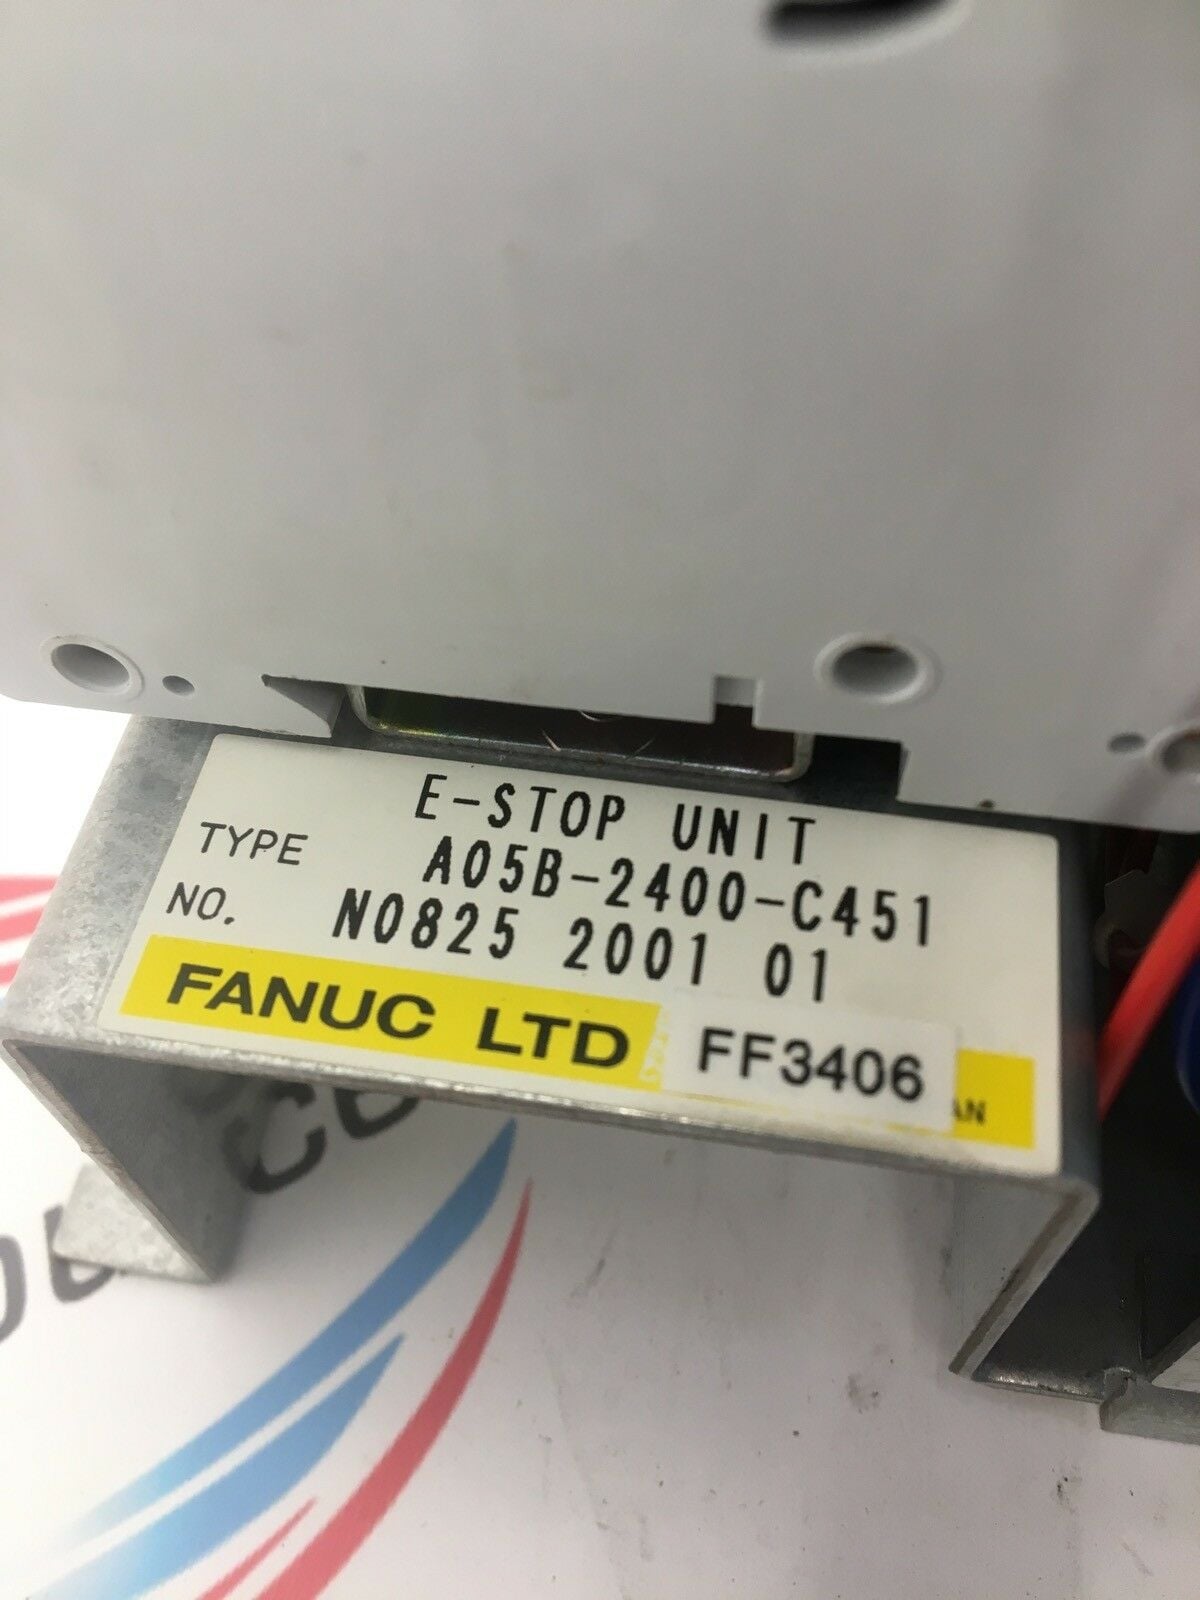 E-STOP UNIT
TYPE A05B-2400-C451
NO. N0825 2001 01
FANUC LTD FF3406